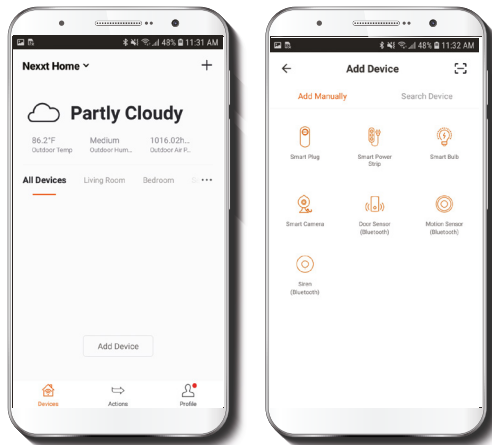 48% 11:31 AM
Nexxt Home
Partly Cloudy
86.2°F Medium 1016.02h...
Outdoor Temp Outdoor Hum... Outdoor Air P...
All Devices Living Room Bedroom
Add Device
Devices Actions Profile
48% 11:32 AM
Add Device
Add Manually Search Device
Smart Plug
Smart Power
Strip
Smart Bulb
Smart Camera
Door Sensor
(Bluetooth)
Motion Sensor
(Bluetooth)
Siren
(Bluetooth)